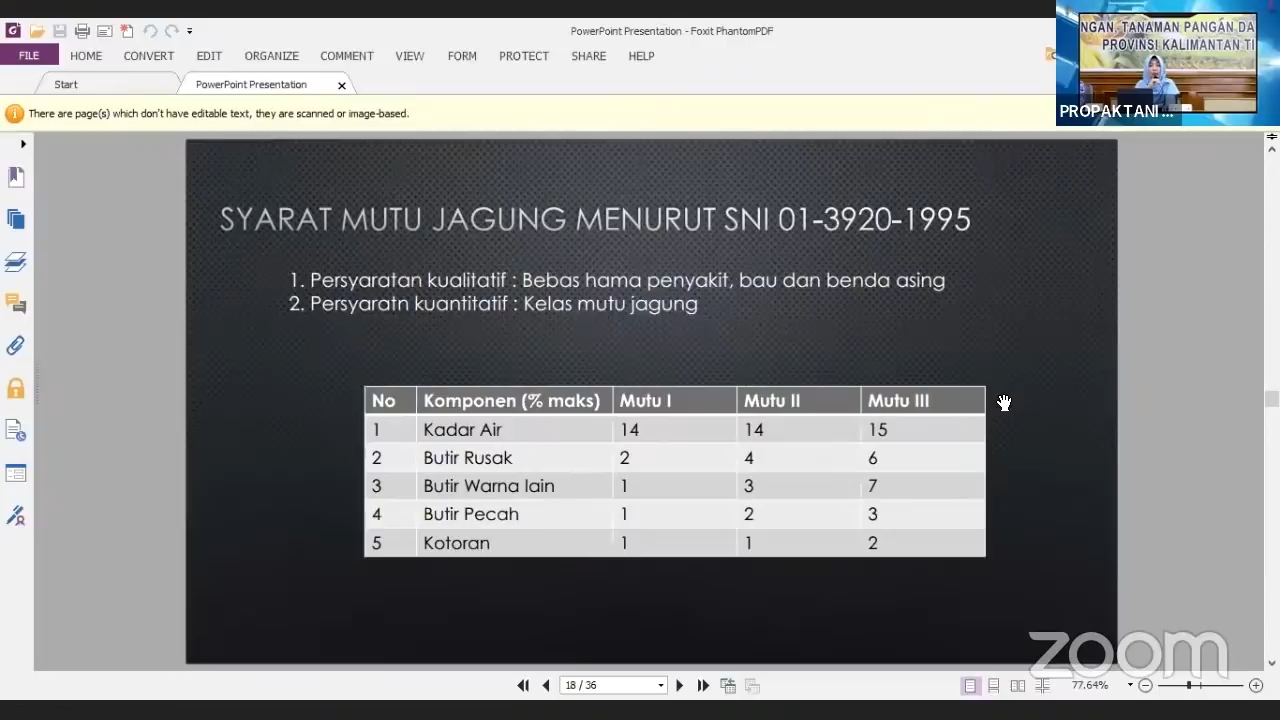 PowerPoint Presentation - Foxit PhantomPDF
FILE HOME CONVERT EDIT ORGANIZE COMMENT VIEW FORM PROTECT SHARE HELP
Start PowerPoint Presentation
There are page(s) which don't have editable text, they are scanned or image-based.
NGAN, TANAMAN PANGAN DA
PROVINSI KALIMANTAN TI
PROPAKTANI ...
SYARAT MUTU JAGUNG MENURUT SNI 01-3920-1995
1. Persyaratan kualitatif : Bebas hama penyakit, bau dan benda asing
2. Persyaratn kuantitatif : Kelas mutu jagung
No Komponen (% maks) Mutu I Mutu II Mutu III
1 Kadar Air 14 14 15
2 Butir Rusak 2 4 6
3 Butir Warna lain 1 3 7
4 Butir Pecah 1 2 3
5 Kotoran 1 1 2
zoom
18 / 36
77.64%